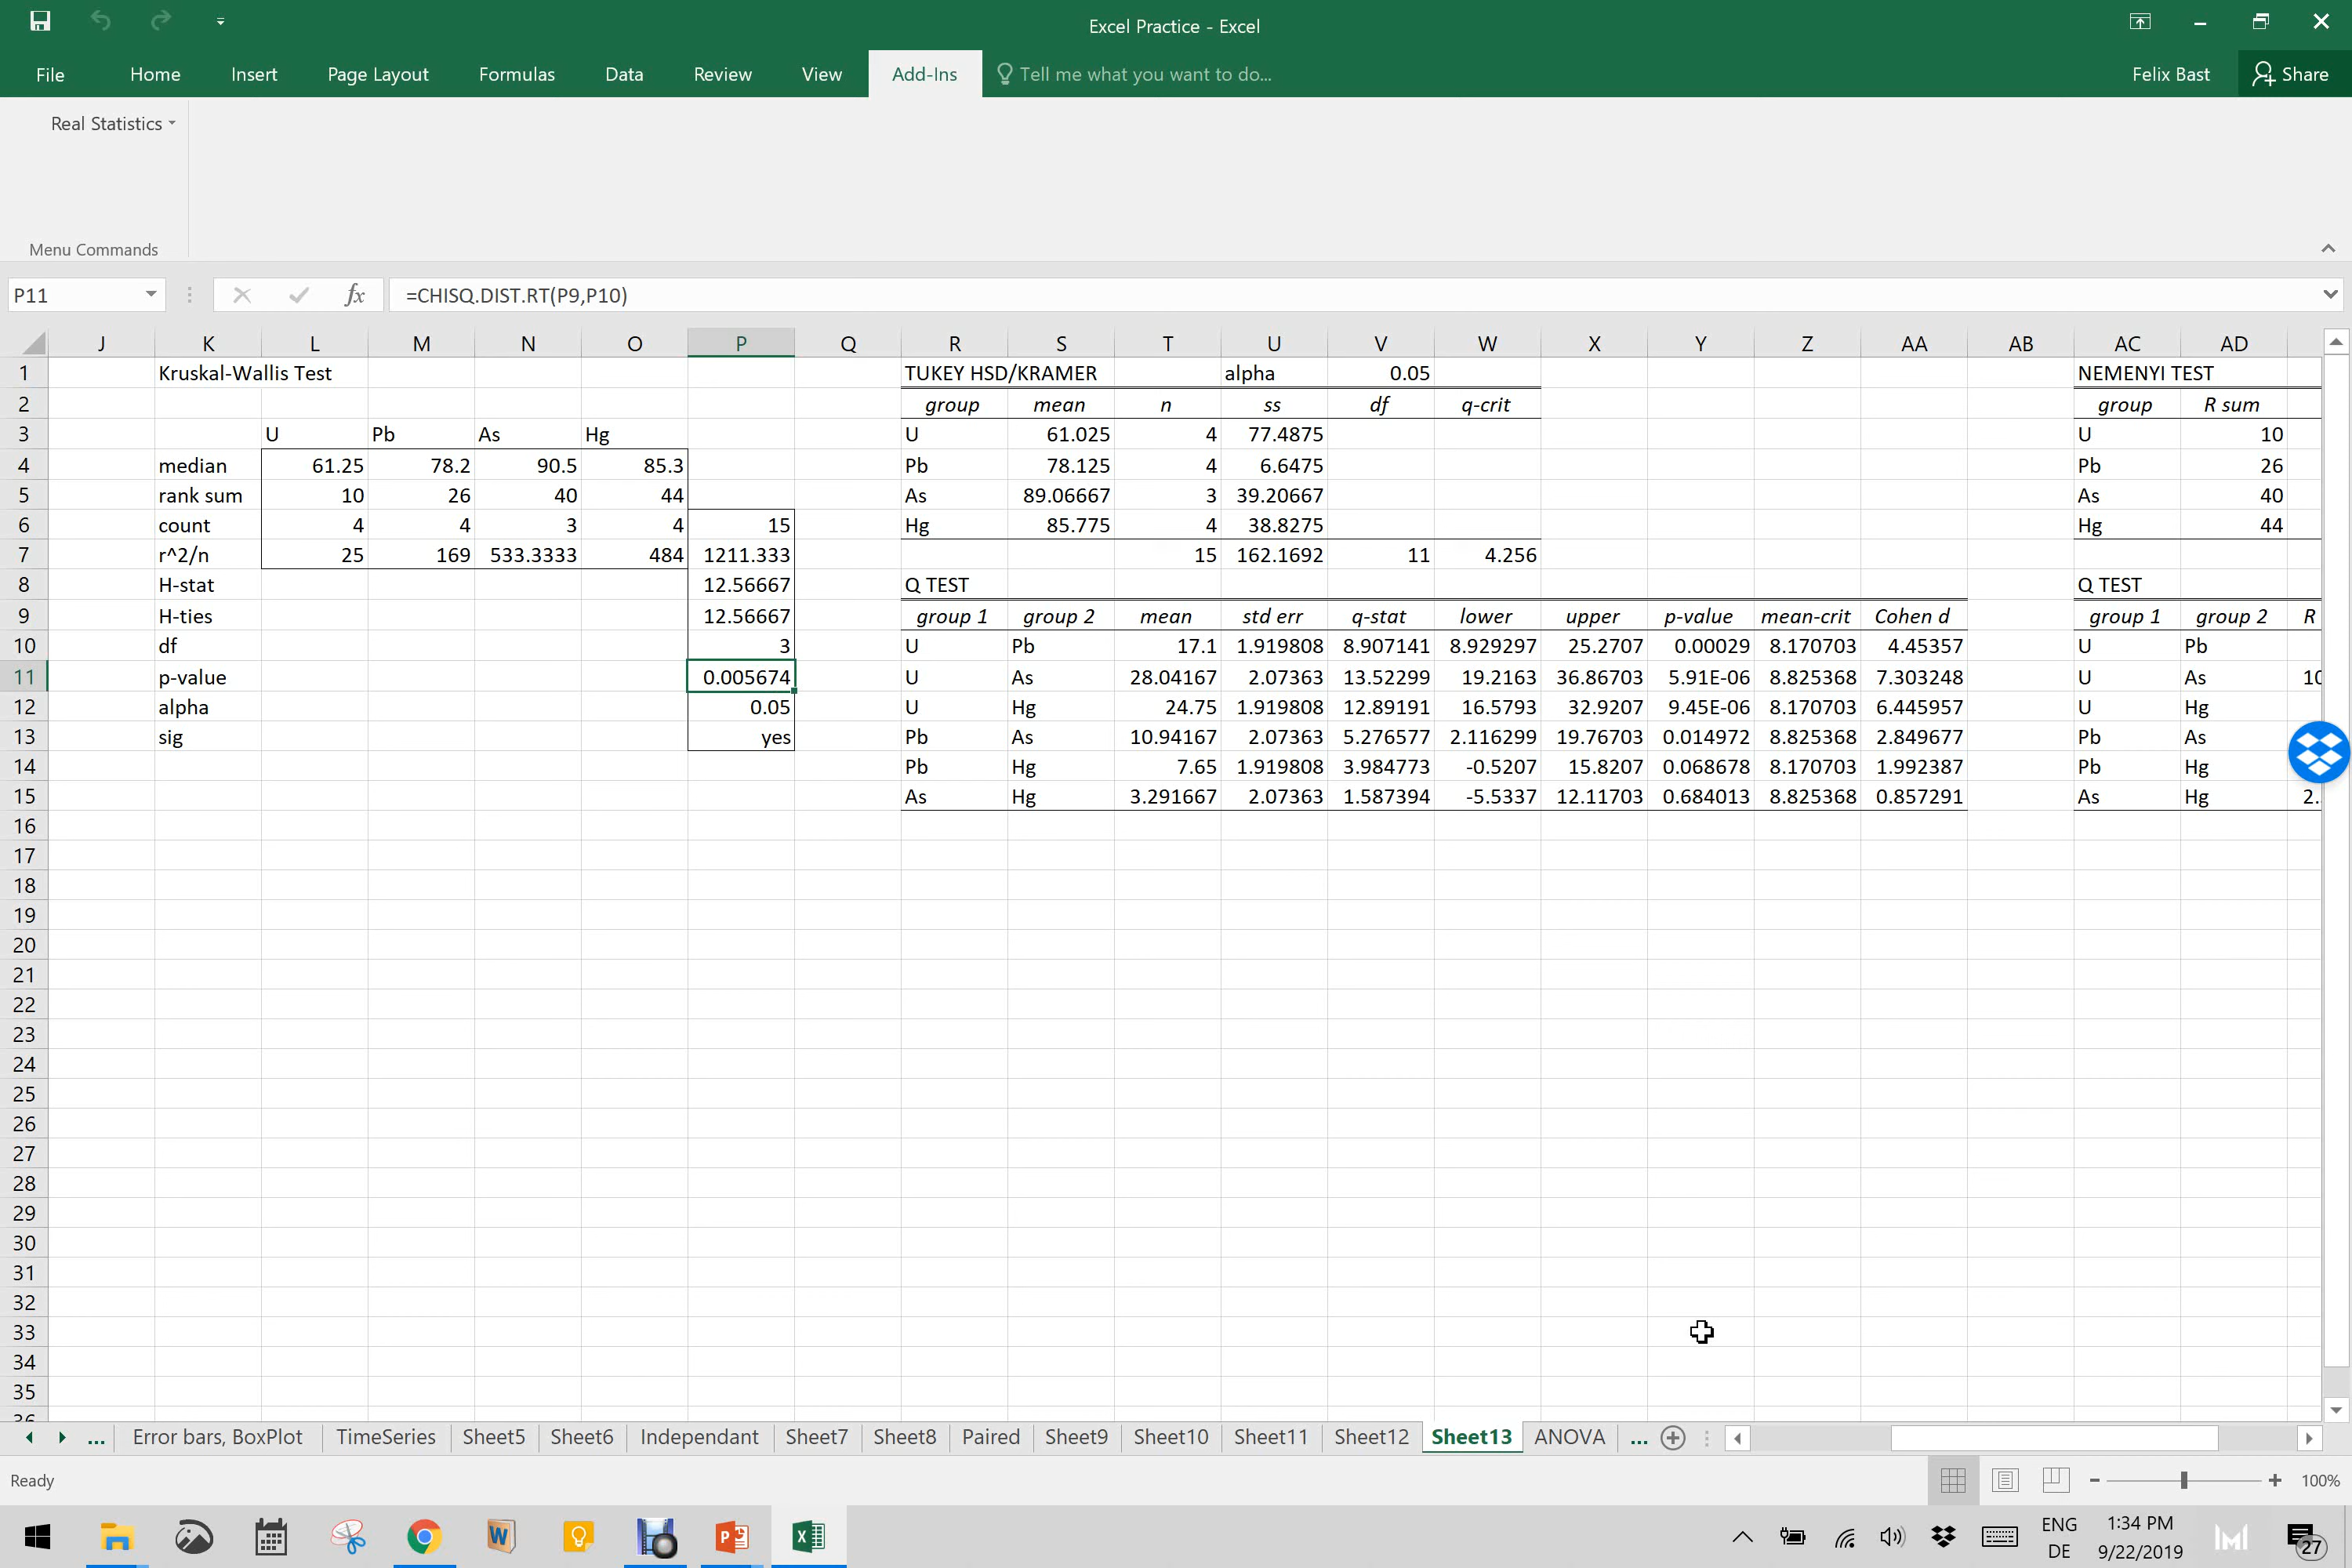 Excel Practice - Excel
File Home Insert Page Layout Formulas Data Review View Add-Ins Tell me what you want to do... Felix Bast Share
Real Statistics
Menu Commands
P11 fx =CHISQ.DIST.RT(P9,P10)
J K L M N O P Q R S T U V W X Y Z AA AB AC AD
1 Kruskal-Wallis Test TUKEY HSD/KRAMER alpha 0.05 NEMENYI TEST
2 group mean n ss df q-crit group R sum
3 U Pb As Hg U 61.025 4 77.4875 U 10
4 median 61.25 78.2 90.5 85.3 Pb 78.125 4 6.6475 Pb 26
5 rank sum 10 26 40 44 As 89.06667 3 39.20667 As 40
6 count 4 4 3 4 15 Hg 85.775 4 38.8275 Hg 44
7 r^2/n 25 169 533.3333 484 1211.333 15 162.1692 11 4.256
8 H-stat 12.56667 Q TEST Q TEST
9 H-ties 12.56667 group 1 group 2 mean std err q-stat lower upper p-value mean-crit Cohen d group 1 group 2 R
10 df 3 U Pb 17.1 1.919808 8.907141 8.929297 25.2707 0.00029 8.170703 4.45357 U Pb
11 p-value 0.005674 U As 28.04167 2.07363 13.52299 19.2163 36.86703 5.91E-06 8.825368 7.303248 U As 10
12 alpha 0.05 U Hg 24.75 1.919808 12.89191 16.5793 32.9207 9.45E-06 8.170703 6.445957 U Hg
13 sig yes Pb As 10.94167 2.07363 5.276577 2.116299 19.76703 0.014972 8.825368 2.849677 Pb As
14 Pb Hg 7.65 1.919808 3.984773 -0.5207 15.8207 0.068678 8.170703 1.992387 Pb Hg
15 As Hg 3.291667 2.07363 1.587394 -5.5337 12.11703 0.684013 8.825368 0.857291 As Hg 2.
16
17
18
19
20
21
22
23
24
25
26
27
28
29
30
31
32
33
34
35
36
... Error bars, BoxPlot TimeSeries Sheet5 Sheet6 Independant Sheet7 Sheet8 Paired Sheet9 Sheet10 Sheet11 Sheet12 Sheet13 ANOVA ...
Ready 100%
ENG 1:34 PM
DE 9/22/2019 27